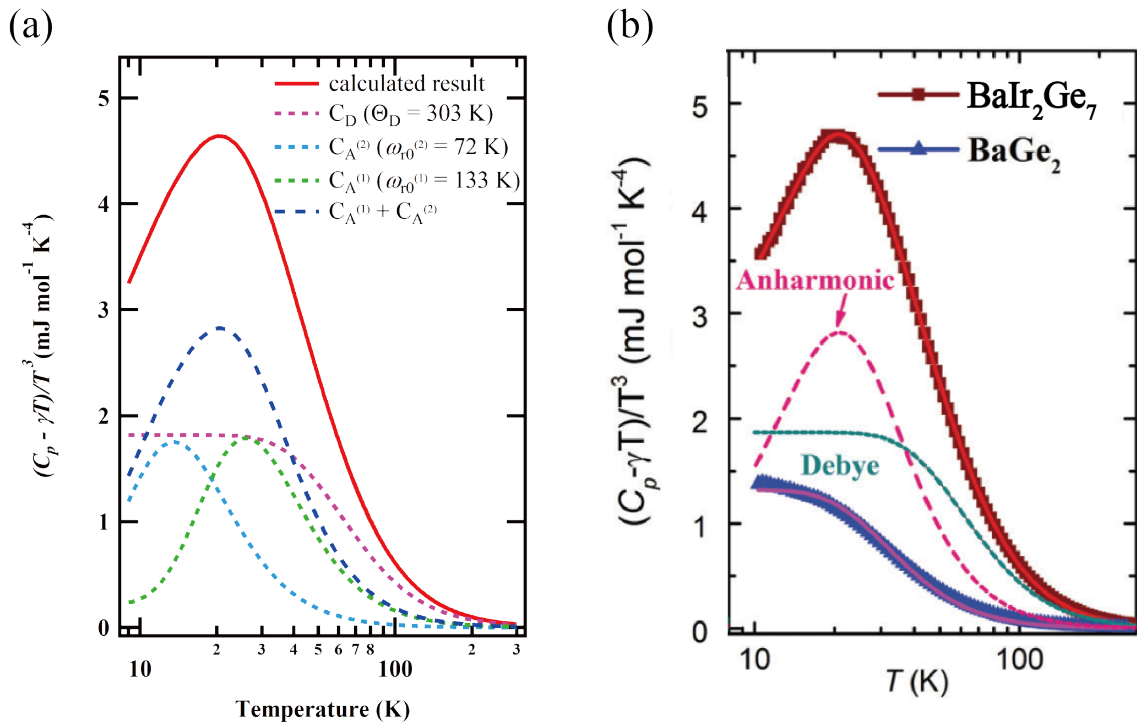 (a)
calculated result
C_D (Θ_D = 303 K)
C_A^(2) (ω_r0^(2) = 72 K)
C_A^(1) (ω_r0^(1) = 133 K)
C_A^(1) + C_A^(2)
(C_p - γT)/T^3 (mJ mol^-1 K^-4)
5
4
3
2
1
0
10
2
3
4
5
6
7
8
100
2
3
Temperature (K)
(b)
BaIr_2Ge_7
BaGe_2
Anharmonic
Debye
(C_p-γT)/T^3 (mJ mol^-1 K^-4)
5
4
3
2
1
0
10
100
T (K)